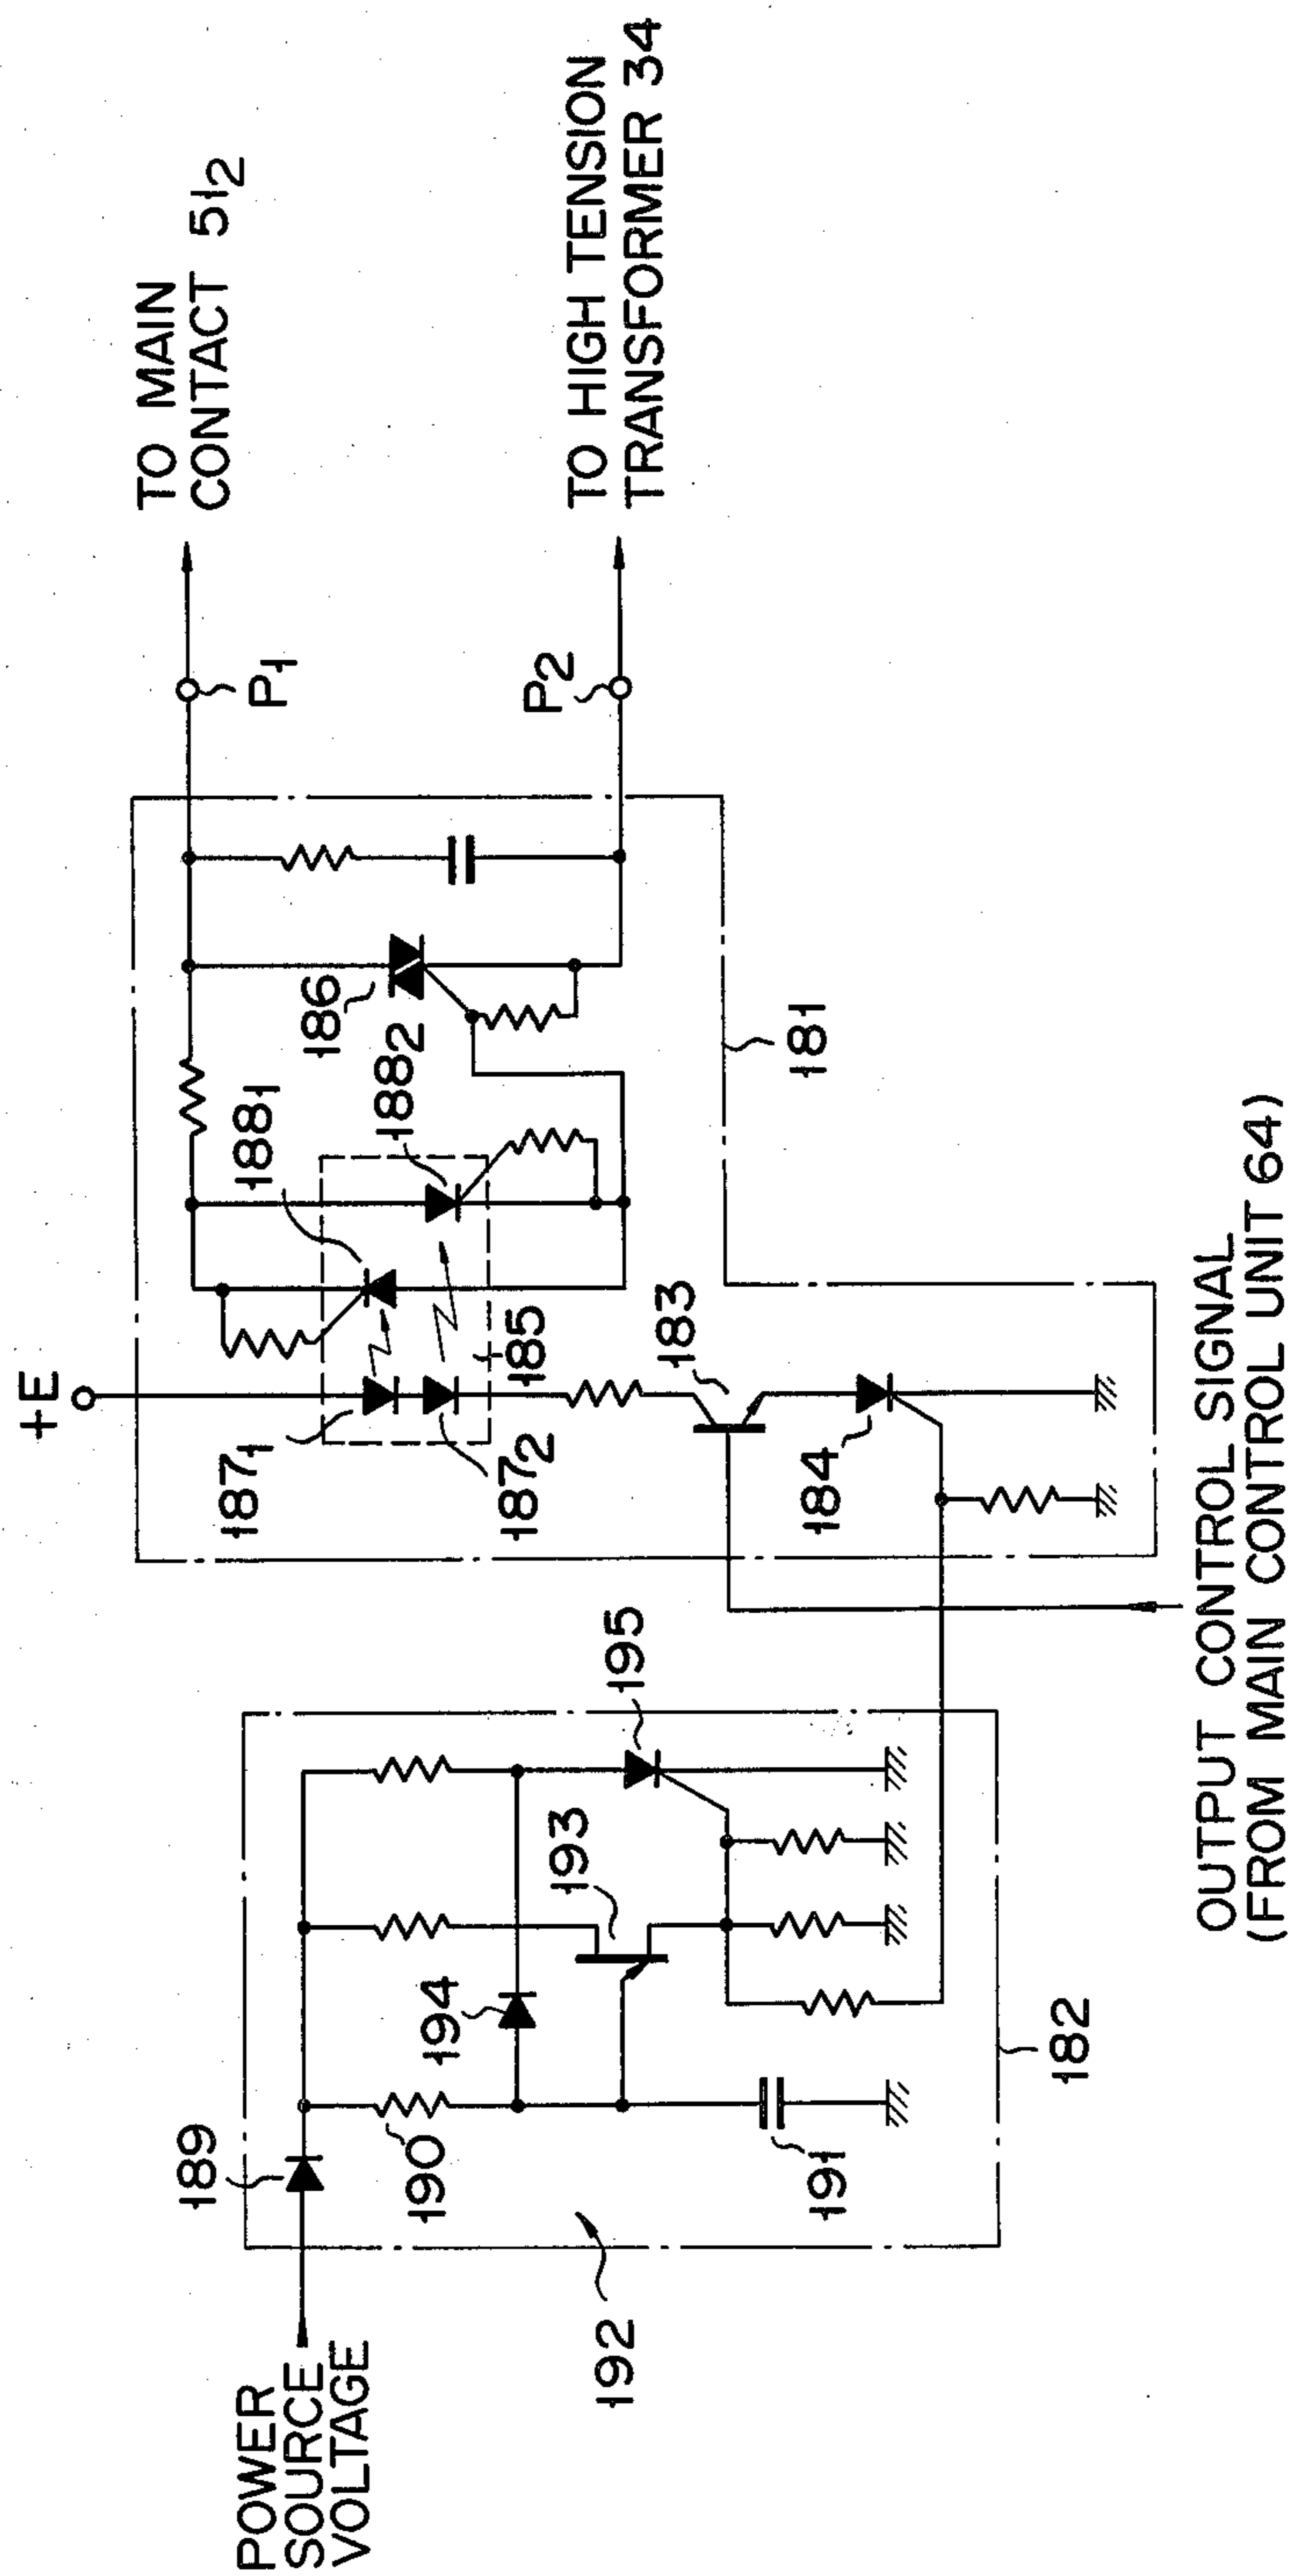 POWER
SOURCE
VOLTAGE
189
190
194
193
195
191
192
182
+E
187₁
187₂
185
188₁
188₂
186
183
184
181
P₁
P₂
TO MAIN
CONTACT 51₂
TO HIGH TENSION
TRANSFORMER 34
OUTPUT CONTROL SIGNAL
(FROM MAIN CONTROL UNIT 64)